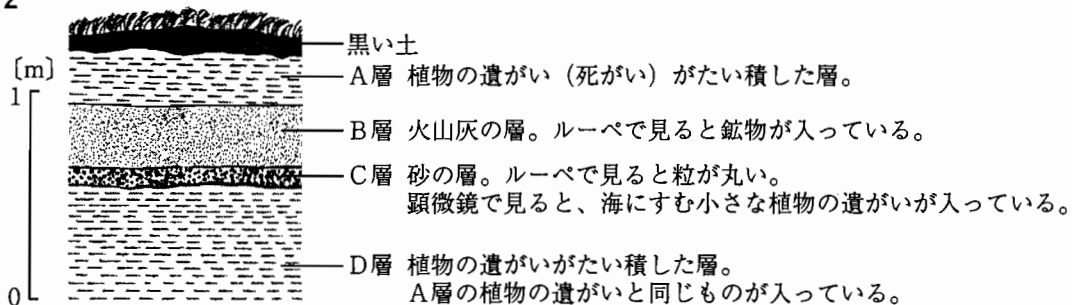 2
黒い土
〔m〕
A層 植物の遺がい（死がい）がたい積した層。
1
B層 火山灰の層。ルーペで見ると鉱物が入っている。
C層 砂の層。ルーペで見ると粒が丸い。
顕微鏡で見ると、海にすむ小さな植物の遺がいが入っている。
D層 植物の遺がいがたい積した層。
A層の植物の遺がいと同じものが入っている。
0